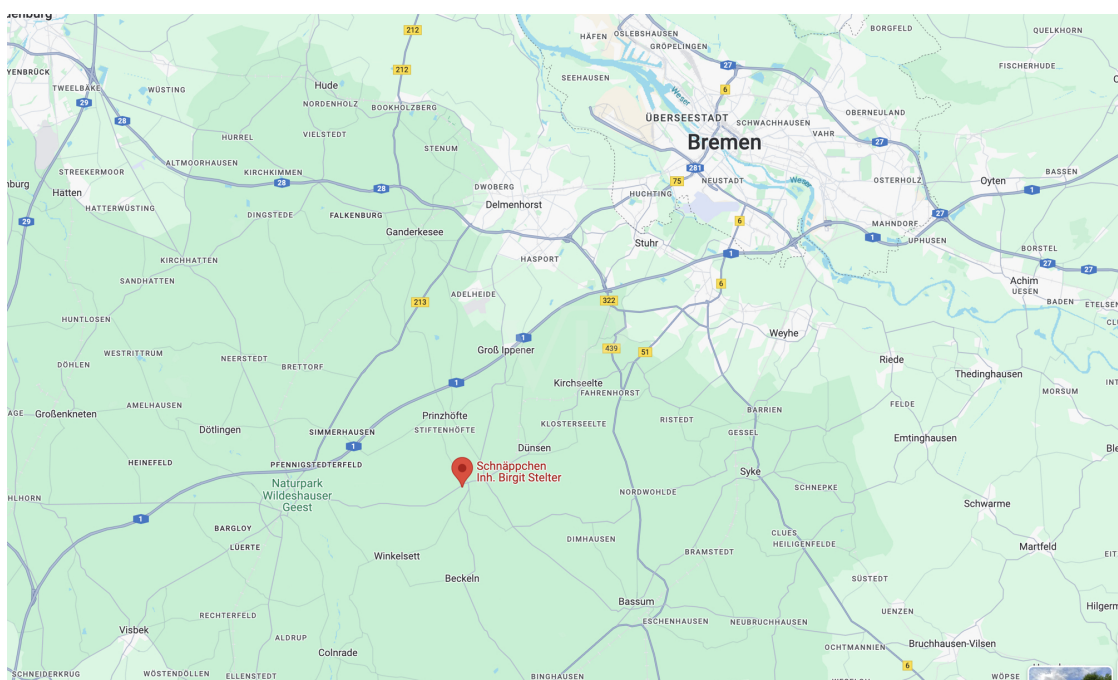 212
HÄFEN
OSLEBSHAUSEN
GRÖPELINGEN
BORGFELD
QUELKHORN
TWEELBÄKE
WÜSTING
Hude
212
27
SEEHAUSEN
FISCHERHUDE
29
NORDENHOLZ
BOOKHOLZBERG
6
Weser
28
HURREL
VIELSTEDT
ÜBERSEESTADT
SCHWACHHAUSEN
OBERNEULAND
VAHR
STENUM
Bremen
27
ALTMOORHAUSEN
STREEKERMOOR
KIRCHKIMMEN
281
BASSEN
28
28
DWOBERG
75
NEUSTADT
Weser
OSTERHOLZ
Oyten
1
Hatten
HUCHTING
HATTERWÜSTING
Delmenhorst
29
DINGSTEDE
FALKENBURG
6
MAHNDORF
27
Ganderkesee
Stuhr
1
UPHUSEN
BORSTEL
KIRCHHATTEN
HASPORT
1
27
27
SANDHATTEN
6
Achim
ADELHEIDE
UESEN
213
322
BADEN
HUNTLOSEN
Weyhe
1
WESTRITTRUM
Groß Ippener
439
51
NEERSTEDT
Riede
DÖHLEN
BRETTORF
Thedinghausen
1
Kirchseelte
FAHRENHORST
MORSUM
AMELHAUSEN
FELDE
Großenkneten
Prinzhöfte
BARRIEN
STIFTENHÖFTE
KLOSTERSEELTE
RISTEDT
Dötlingen
SIMMERHAUSEN
GESSEL
Emtinghausen
1
Dünsen
HEINEFELD
PFENNIGSTEDTERFELD
Schnäppchen
Inh. Birgit Stelter
Syke
Naturpark
Wildeshauser
Geest
NORDWOHLDE
SCHNEPKE
Schwarme
1
BARGLOY
CLUES
DIMHAUSEN
HEILIGENFELDE
LÜERTE
Martfeld
Winkelsett
BRAMSTEDT
Beckeln
SÜSTEDT
Bassum
UENZEN
RECHTERFELD
ESCHENHAUSEN
NEUBRUCHHAUSEN
Visbek
ALDRUP
Bruchhausen-Vilsen
Colnrade
OCHTMANNIEN
6
SCHNEIDERKRUG
WÖSTENDÖLLEN
ELLENSTEDT
BINGHAUSEN
WÖPSE